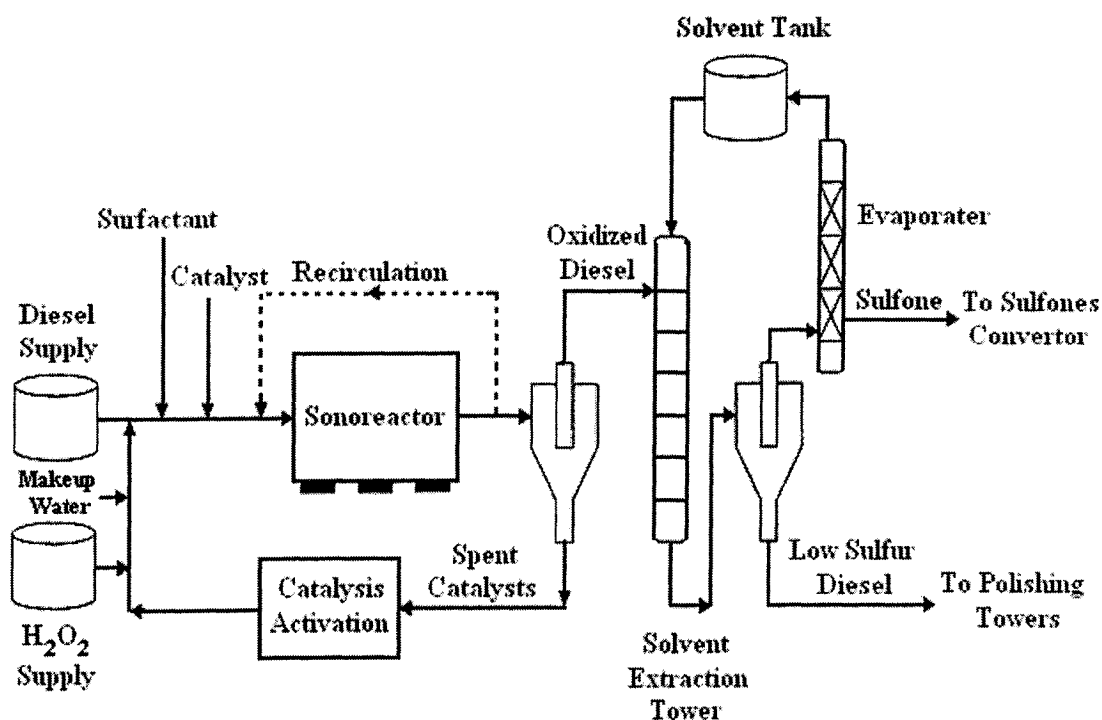 Solvent Tank
Surfactant
Catalyst
Recirculation
Oxidized
Diesel
Evaporater
Sulfone
To Sulfones
Convertor
Diesel
Supply
Sonoreactor
Makeup
Water
H₂O₂
Supply
Catalysis
Activation
Spent
Catalysts
Solvent
Extraction
Tower
Low Sulfur
Diesel
To Polishing
Towers